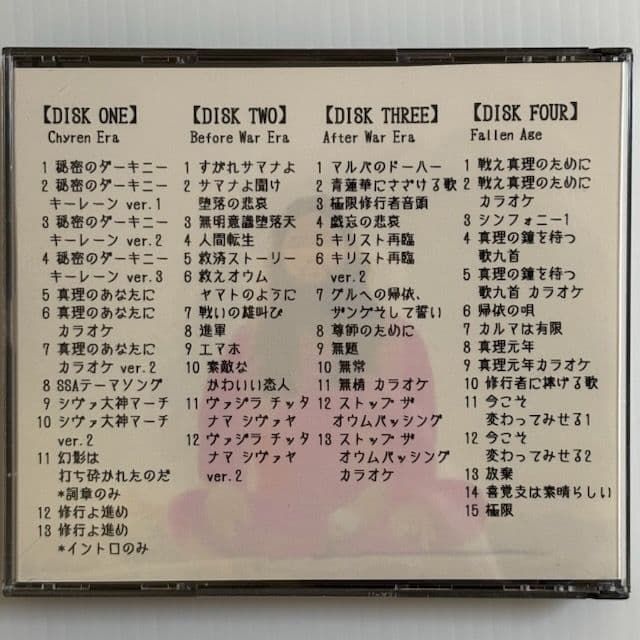 【DISK ONE】
Chyren Era
1 秘密のダーキニー
2 秘密のダーキニー
キーレーン ver.1
3 秘密のダーキニー
キーレーン ver.2
4 秘密のダーキニー
キーレーン ver.3
5 真理のあなたに
6 真理のあなたに
カラオケ
7 真理のあなたに
カラオケ ver.2
8 SSAテーマソング
9 シヴァ大神マーチ
10 シヴァ大神マーチ
ver.2
11 幻影は
打ち砕かれたのだ
*詞章のみ
12 修行よ進め
13 修行よ進め
*イントロのみ
【DISK TWO】
Before War Era
1 すがれサマナよ
2 サマナよ聞け
堕落の悲哀
3 無明意識堕落天
4 人間転生
5 救済ストーリー
6 救えオウム
ヤマトのように
7 戦いの雄叫び
8 進軍
9 エマホ
10 素敵な
かわいい恋人
11 ヴァジラ チッタ
ナマ シヴァヤ
12 ヴァジラ チッタ
ナマ シヴァヤ
ver.2
【DISK THREE】
After War Era
1 マルパのドーハー
2 青蓮華にささげる歌
3 極限修行者音頭
4 戯忘の悲哀
5 キリスト再臨
6 キリスト再臨
ver.2
7 グルへの帰依、
サンガそして誓い
8 尊師のために
9 無題
10 無常
11 無樍 カラオケ
12 ストップ ザ
オウムバッシング
13 ストップ ザ
オウムバッシング
カラオケ
【DISK FOUR】
Fallen Age
1 戦え真理のために
2 戦え真理のために
カラオケ
3 シンフォニー1
4 真理の鐘を待つ
歌九首
5 真理の鐘を待つ
歌九首 カラオケ
6 帰依の唄
7 カルマは有限
8 真理元年
9 真理元年カラオケ
10 修行者に捧げる歌
11 今こそ
変わってみせる1
12 今こそ
変わってみせる2
13 放棄
14 喜覚支は素晴らしい
15 極限